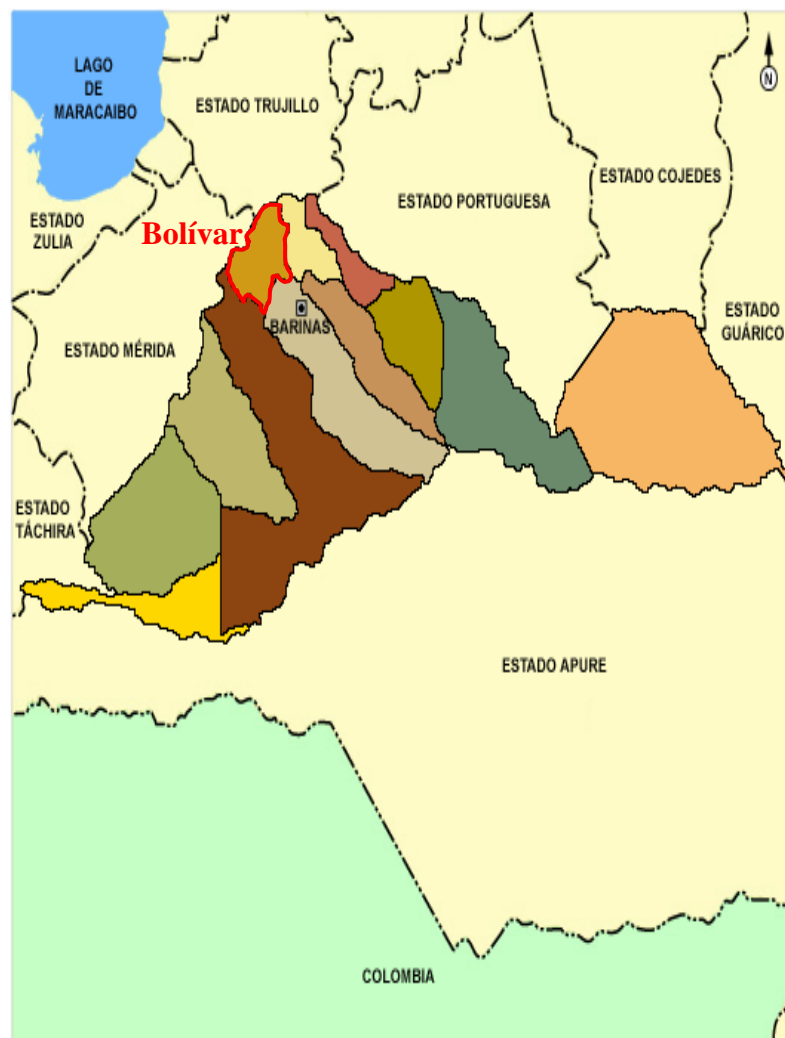 LAGO
DE
MARACAIBO
ESTADO TRUJILLO
N
ESTADO COJEDES
ESTADO PORTUGUESA
ESTADO
ZULIA
Bolívar
ESTADO
GUÁRICO
BARINAS
ESTADO MÉRIDA
ESTADO
TÁCHIRA
ESTADO APURE
COLOMBIA